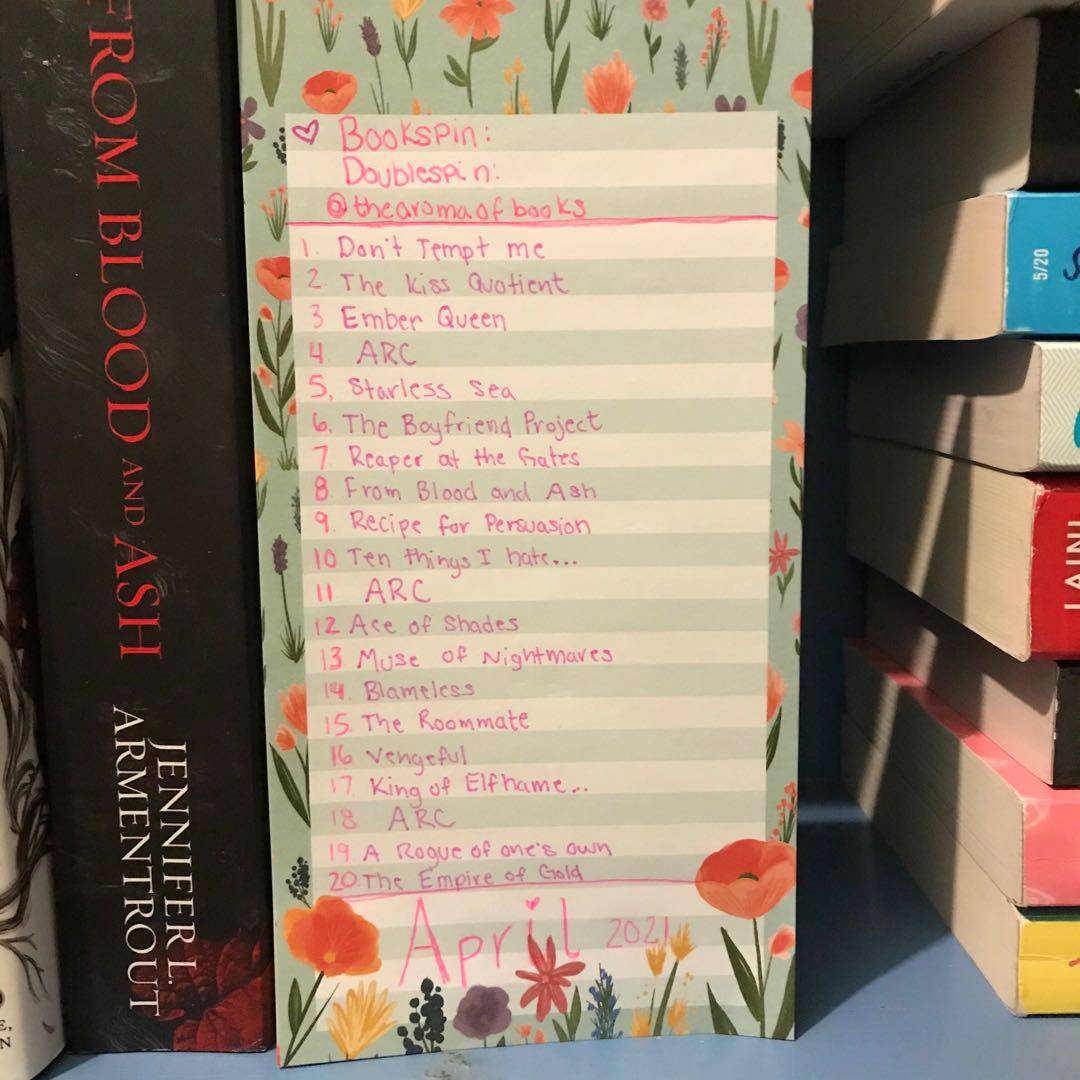 FROM BLOOD AND ASH
JENNIFER L.
ARMENTROUT
Bookspin:
Doublespin:
@thearomaofbooks
1. Don't Tempt me
2. The Kiss Quotient
3 Ember Queen
4 ARC
5. Starless Sea
6. The Boyfriend Project
7 Reaper at the Gates
8 From Blood and Ash
9. Recipe for Persuasion
10 Ten things I hate...
11 ARC
12 Ace of Shades
13 Muse of Nightmares
14. Blameless
15. The Roommate
16 Vengeful
17. King of Elfhame...
18 ARC
19 A Rogue of one's own
20. The Empire of Gold
April 2021
5/20
LAINI